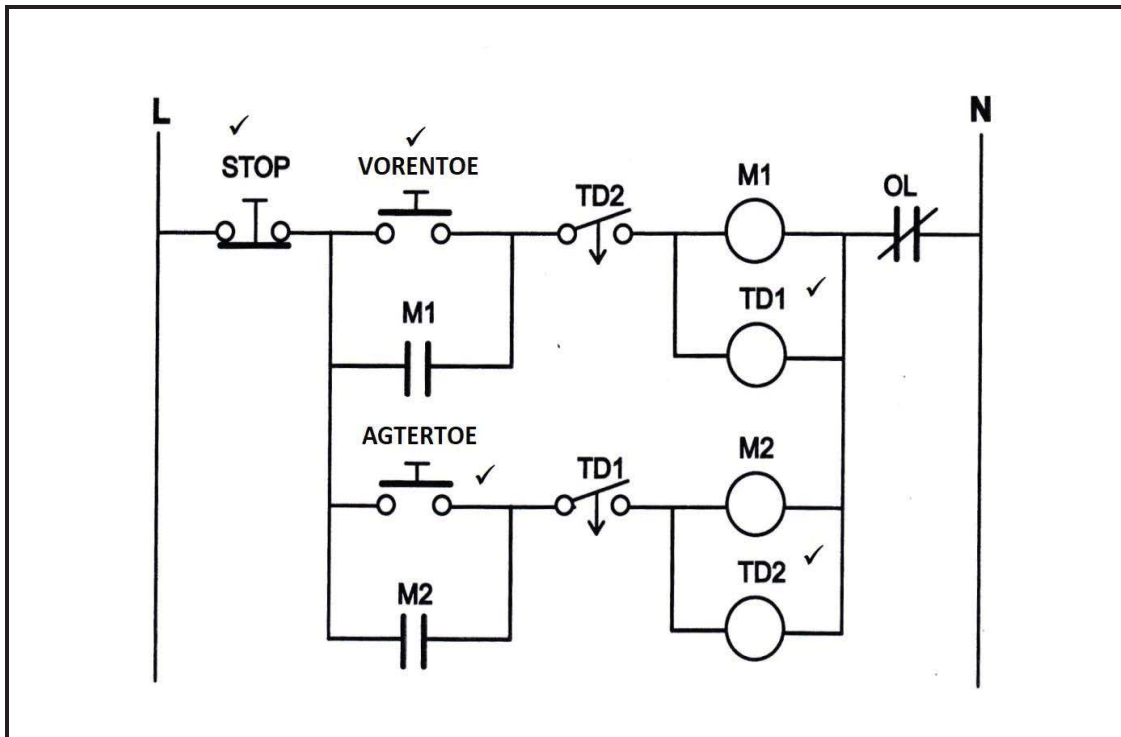 L
N
STOP
VORENTOE
TD2
M1
OL
M1
TD1
AGTERTOE
TD1
M2
M2
TD2